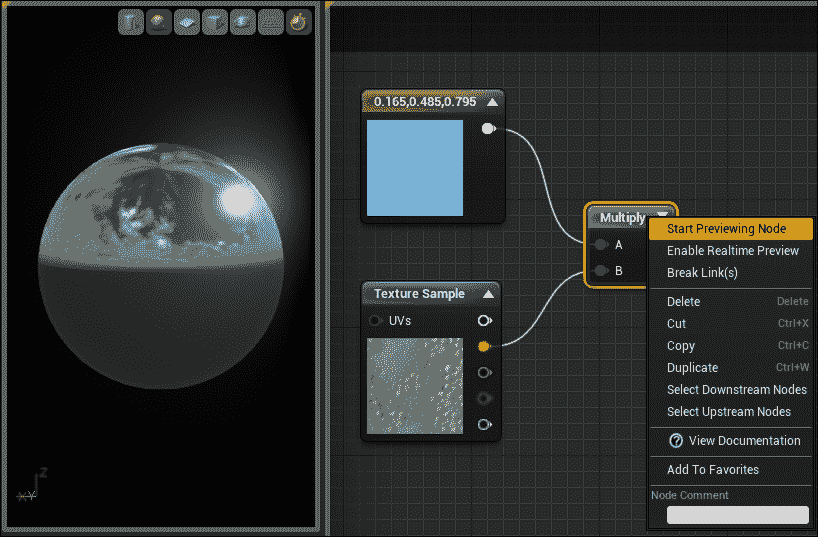 0.165,0.485,0.795
Multiply
A
B
Texture Sample
UVs
Start Previewing Node
Enable Realtime Preview
Break Link(s)
Delete Delete
Cut Ctrl+X
Copy Ctrl+C
Duplicate Ctrl+W
Select Downstream Nodes
Select Upstream Nodes
View Documentation
Add To Favorites
Node Comment
Z
X Y